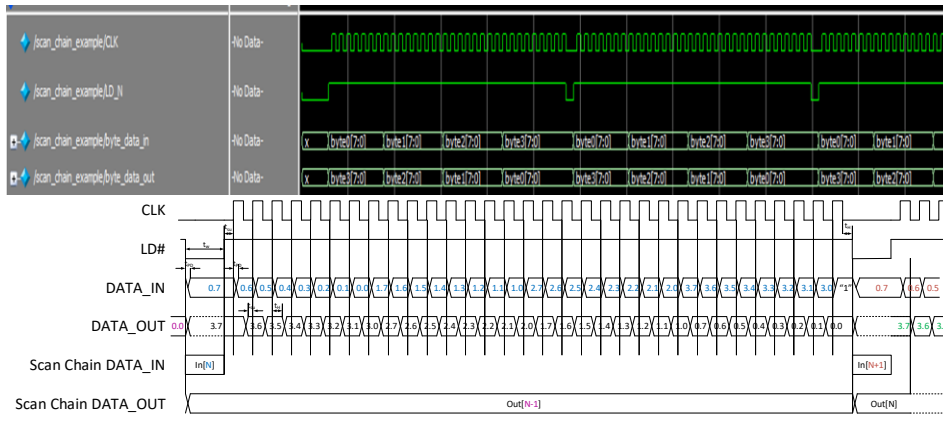 /scan_chain_example/CLK -No Data-
/scan_chain_example/LD_N -No Data-
/scan_chain_example/byte_data_in -No Data- x byte0[7:0] byte1[7:0] byte2[7:0] byte3[7:0] byte0[7:0] byte1[7:0] byte2[7:0] byte3[7:0] byte0[7:0] byte1[7:0]
/scan_chain_example/byte_data_out -No Data- x byte3[7:0] byte2[7:0] byte1[7:0] byte0[7:0] byte3[7:0] byte2[7:0] byte1[7:0] byte0[7:0] byte3[7:0] byte2[7:0]
CLK
LD#
DATA_IN 0.7 0.6 0.5 0.4 0.3 0.2 0.1 0.0 1.7 1.6 1.5 1.4 1.3 1.2 1.1 1.0 2.7 2.6 2.5 2.4 2.3 2.2 2.1 2.0 3.7 3.6 3.5 3.4 3.3 3.2 3.1 3.0 "1" 0.7 0.6 0.5
DATA_OUT 0.0 3.7 3.6 3.5 3.4 3.3 3.2 3.1 3.0 2.7 2.6 2.5 2.4 2.3 2.2 2.1 2.0 1.7 1.6 1.5 1.4 1.3 1.2 1.1 1.0 0.7 0.6 0.5 0.4 0.3 0.2 0.1 0.0 3.7 3.6
Scan Chain DATA_IN In[N] In[N+1]
Scan Chain DATA_OUT Out[N-1] Out[N]